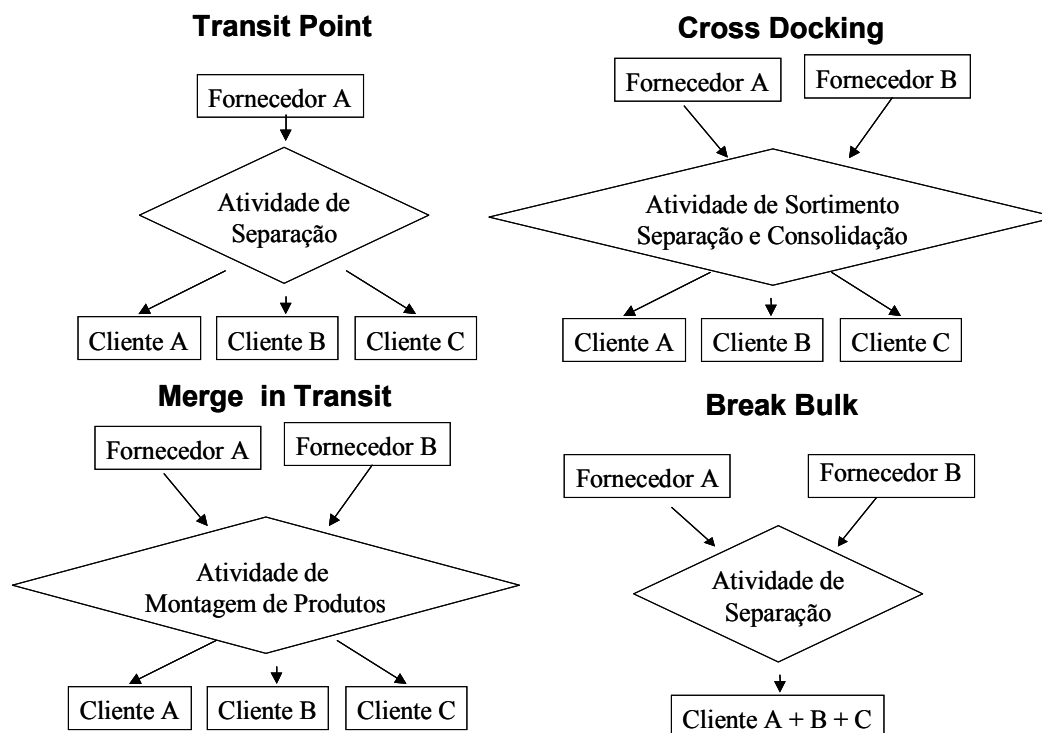 Transit Point
Fornecedor A
Atividade de
Separação
Cliente A
Cliente B
Cliente C
Cross Docking
Fornecedor A
Fornecedor B
Atividade de Sortimento
Separação e Consolidação
Cliente A
Cliente B
Cliente C
Merge in Transit
Fornecedor A
Fornecedor B
Atividade de
Montagem de Produtos
Cliente A
Cliente B
Cliente C
Break Bulk
Fornecedor A
Fornecedor B
Atividade de
Separação
Cliente A + B + C